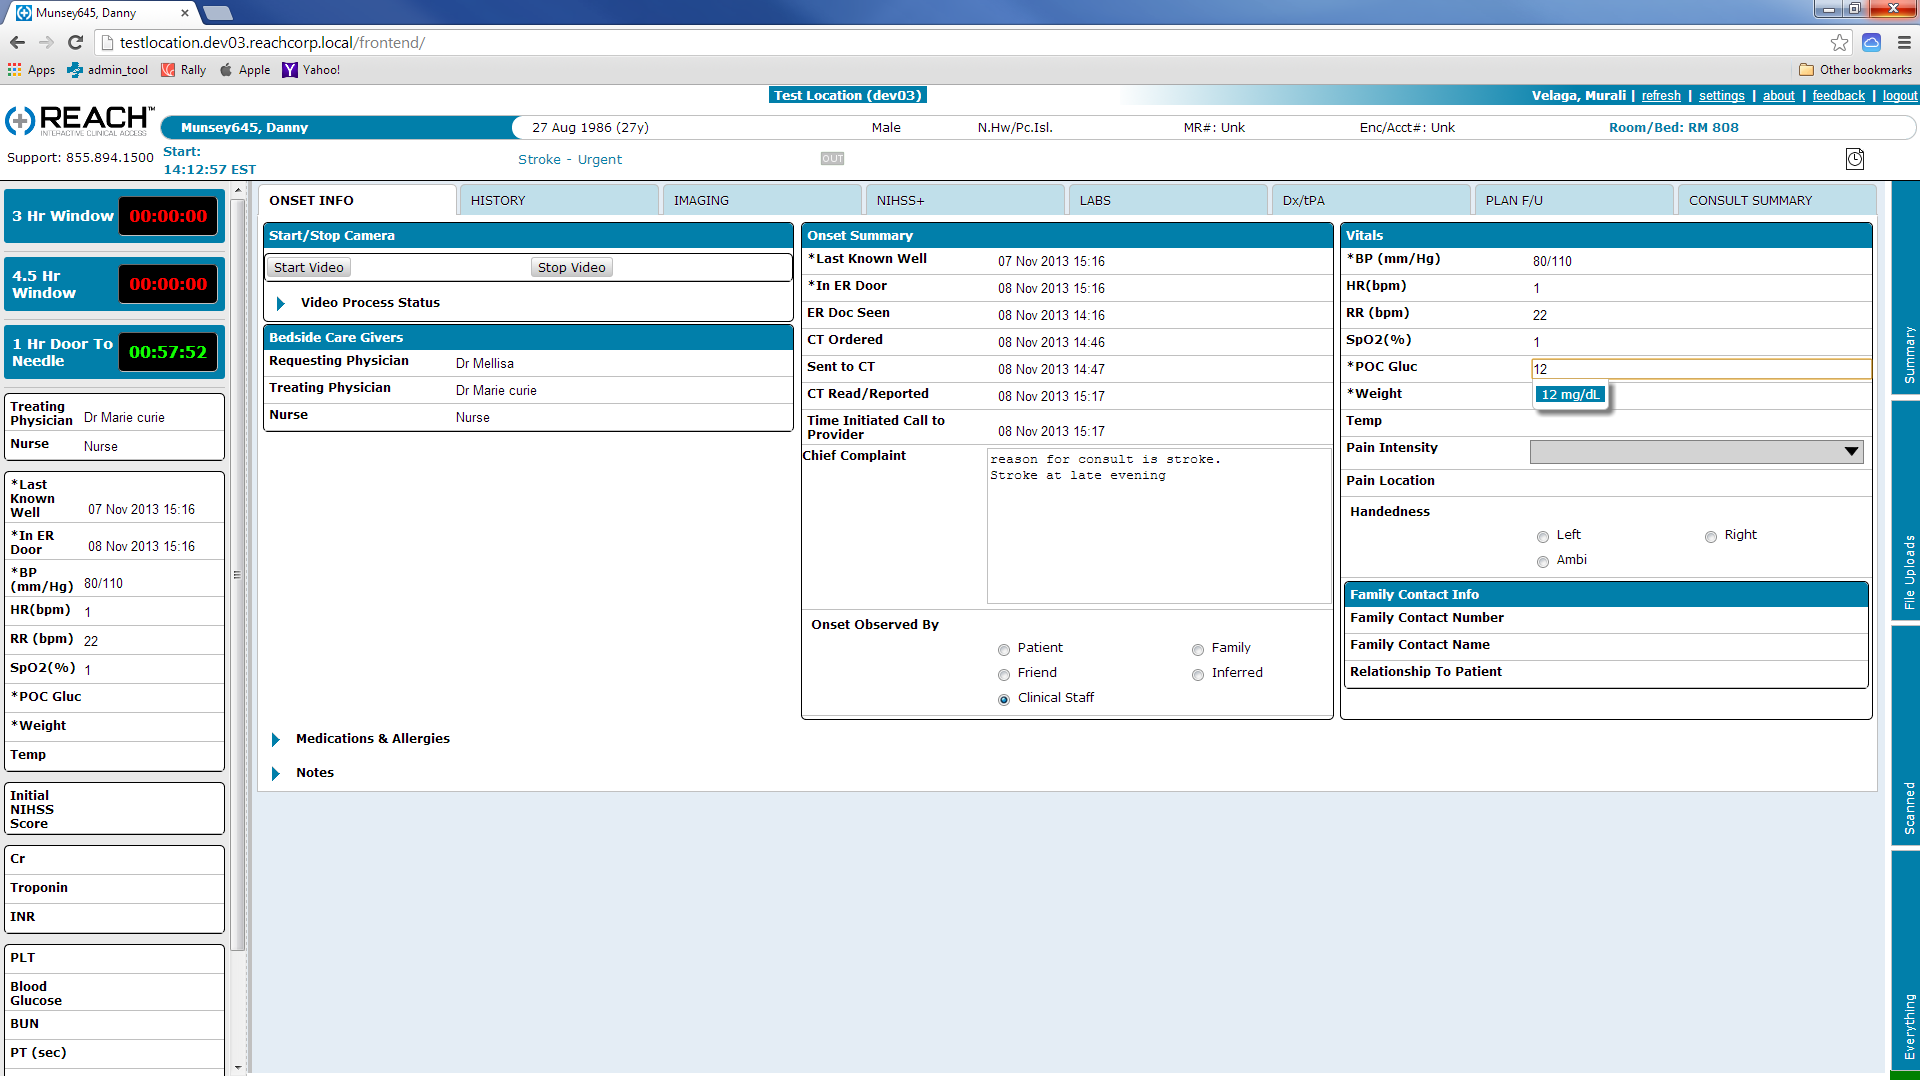 Munsey645, Danny
testlocation.dev03.reachcorp.local/frontend/
Apps admin_tool Rally Apple Yahoo! Other bookmarks
Test Location (dev03)
Velaga, Murali | refresh | settings | about | feedback | logout
REACH™
INTERACTIVE CLINICAL ACCESS
Munsey645, Danny 27 Aug 1986 (27y) Male N.Hw/Pc.Isl. MR#: Unk Enc/Acct#: Unk Room/Bed: RM 808
Support: 855.894.1500
Start:
14:12:57 EST
Stroke - Urgent
OUT
3 Hr Window 00:00:00
4.5 Hr
Window
00:00:00
1 Hr Door To
Needle
00:57:52
Treating
Physician Dr Marie curie
Nurse Nurse
*Last
Known
Well 07 Nov 2013 15:16
*In ER
Door 08 Nov 2013 15:16
*BP
(mm/Hg) 80/110
HR(bpm) 1
RR (bpm) 22
SpO2(%) 1
*POC Gluc
*Weight
Temp
Initial
NIHSS
Score
Cr
Troponin
INR
PLT
Blood
Glucose
BUN
PT (sec)
ONSET INFO HISTORY IMAGING NIHSS+ LABS Dx/tPA PLAN F/U CONSULT SUMMARY
Start/Stop Camera
Start Video Stop Video
Video Process Status
Bedside Care Givers
Requesting Physician Dr Mellisa
Treating Physician Dr Marie curie
Nurse Nurse
Onset Summary
*Last Known Well 07 Nov 2013 15:16
*In ER Door 08 Nov 2013 15:16
ER Doc Seen 08 Nov 2013 14:16
CT Ordered 08 Nov 2013 14:46
Sent to CT 08 Nov 2013 14:47
CT Read/Reported 08 Nov 2013 15:17
Time Initiated Call to
Provider 08 Nov 2013 15:17
Chief Complaint
reason for consult is stroke.
Stroke at late evening
Onset Observed By
Patient Family
Friend Inferred
Clinical Staff
Vitals
*BP (mm/Hg) 80/110
HR(bpm) 1
RR (bpm) 22
SpO2(%) 1
*POC Gluc 12
12 mg/dL
*Weight
Temp
Pain Intensity
Pain Location
Handedness
Left Right
Ambi
Family Contact Info
Family Contact Number
Family Contact Name
Relationship To Patient
Medications & Allergies
Notes
Summary
File Uploads
Scanned
Everything